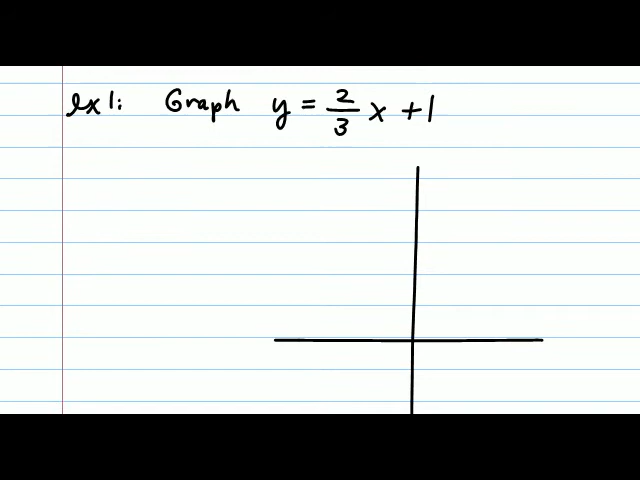 ex 1: Graph y = 2/3 x + 1